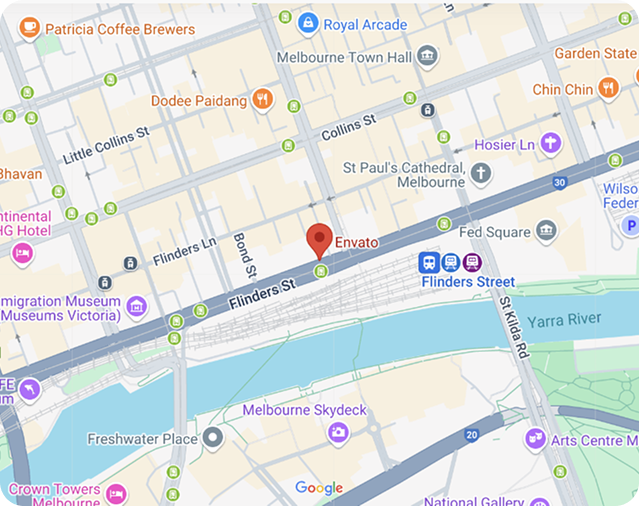 Patricia Coffee Brewers
Royal Arcade
Melbourne Town Hall
Garden State
Chin Chin
Dodee Paidang
Collins St
Little Collins St
Hosier Ln
Bhavan
St Paul's Cathedral,
Melbourne
30
Wilso
Feder
P
ntinental
HG Hotel
Flinders Ln
Bond St
Envato
Fed Square
Flinders St
Flinders Street
migration Museum
Museums Victoria)
St Kilda Rd
Yarra River
FE
um
Melbourne Skydeck
Freshwater Place
20
Arts Centre M
Crown Towers
Melbourne
Google
National Gallery